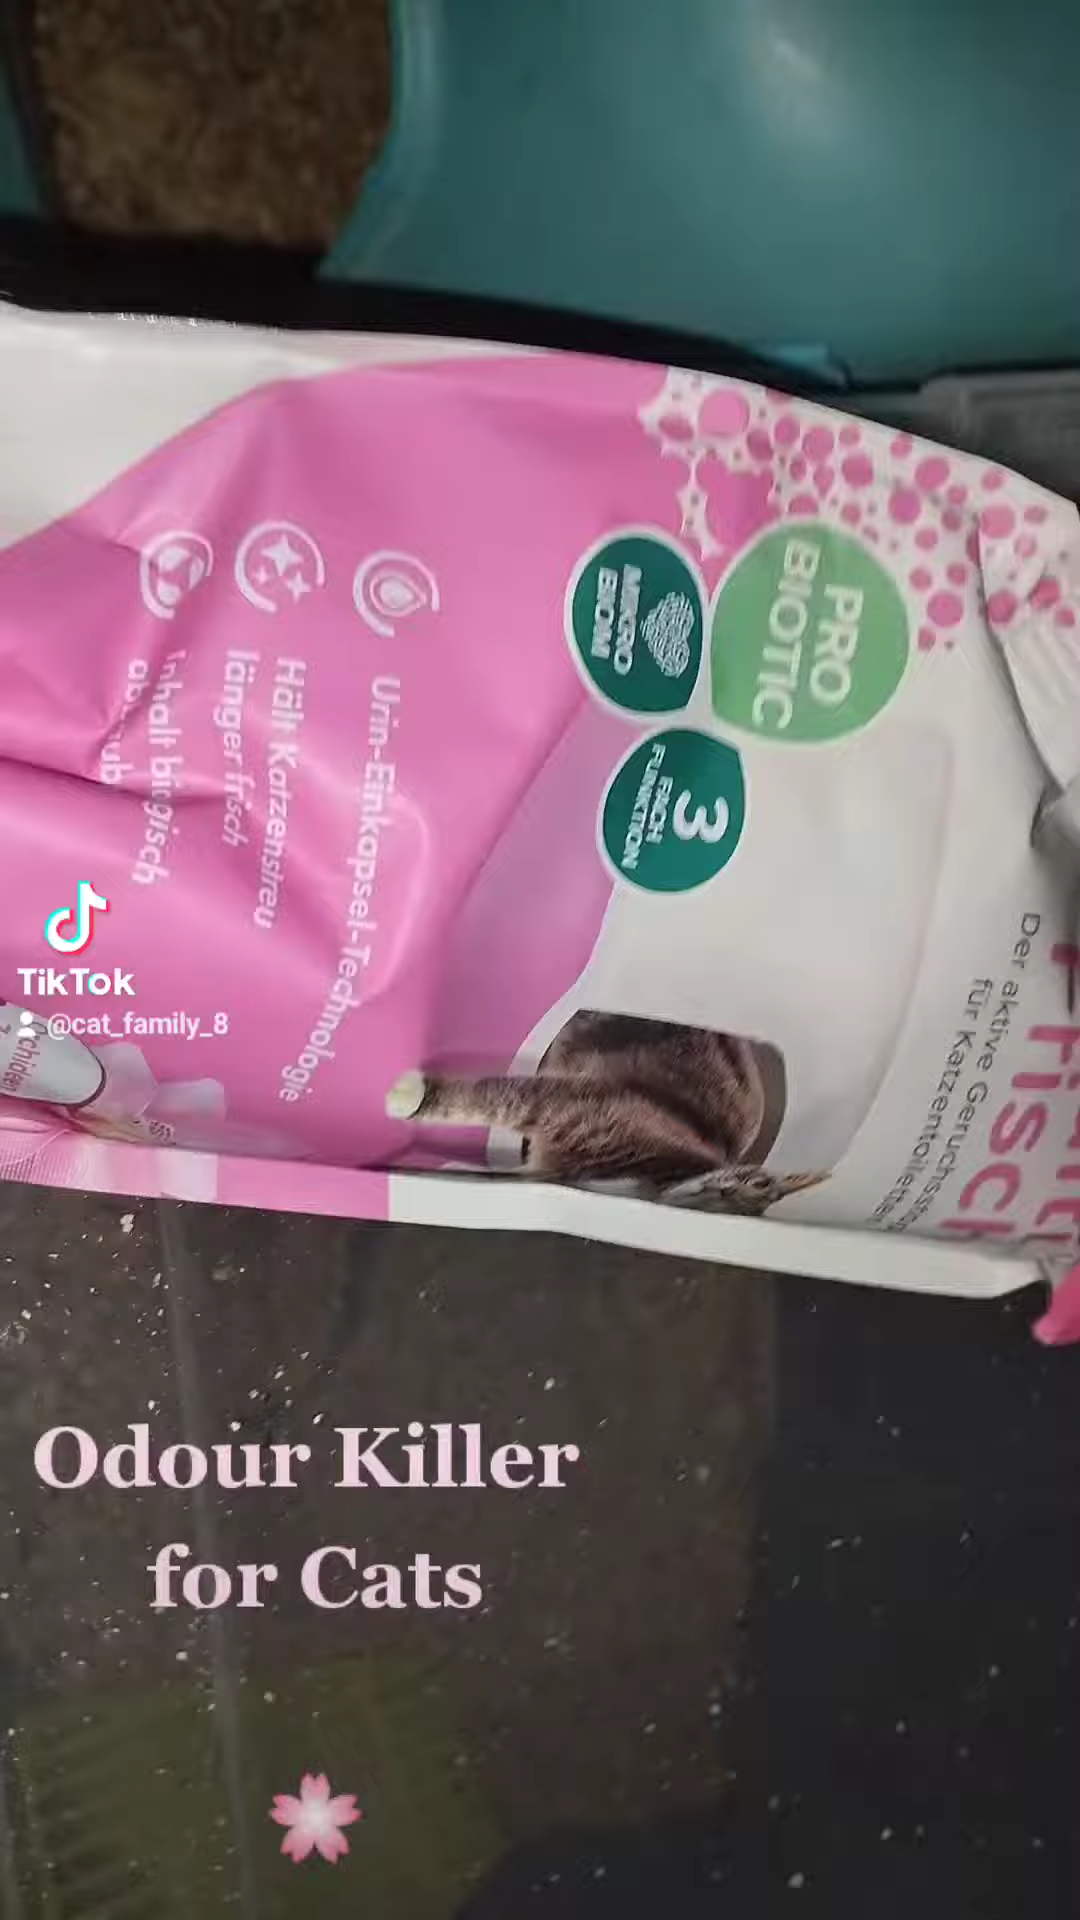 PRO
BIOTIC
MIKRO
BIOM
3
FACH
FUNKTION
Der aktive
für Katzentoiletten
Urin-Einkapsel-Technologie
Hält Katzenstreu
länger frisch
Inhalt biologisch
TikTok
@cat_family_8
Odour Killer
for Cats